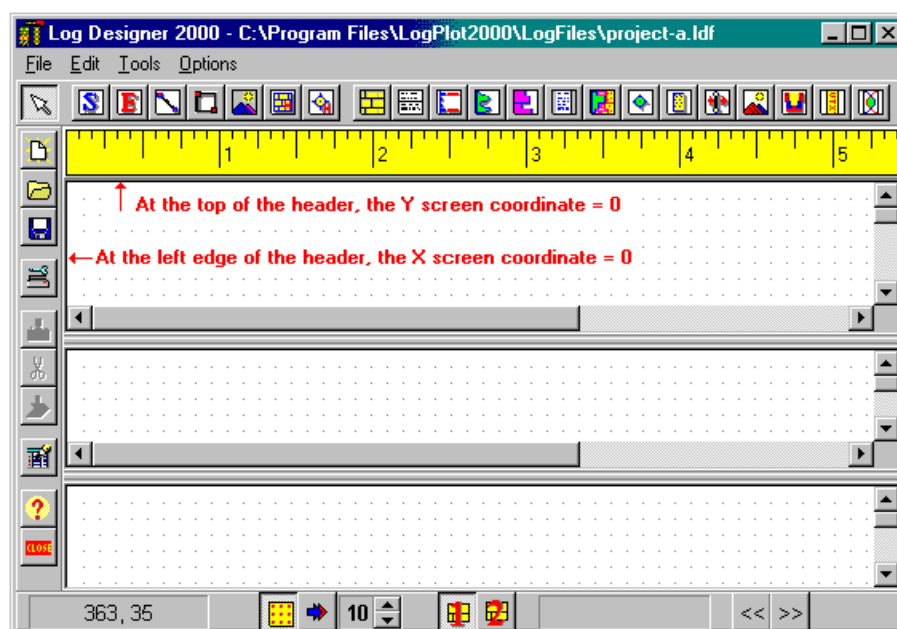 Log Designer 2000 - C:\Program Files\LogPlot2000\LogFiles\project-a.ldf
File Edit Tools Options
S E
1 2 3 4 5
At the top of the header, the Y screen coordinate = 0
At the left edge of the header, the X screen coordinate = 0
?
CLOSE
363, 35 10 1 2 << >>